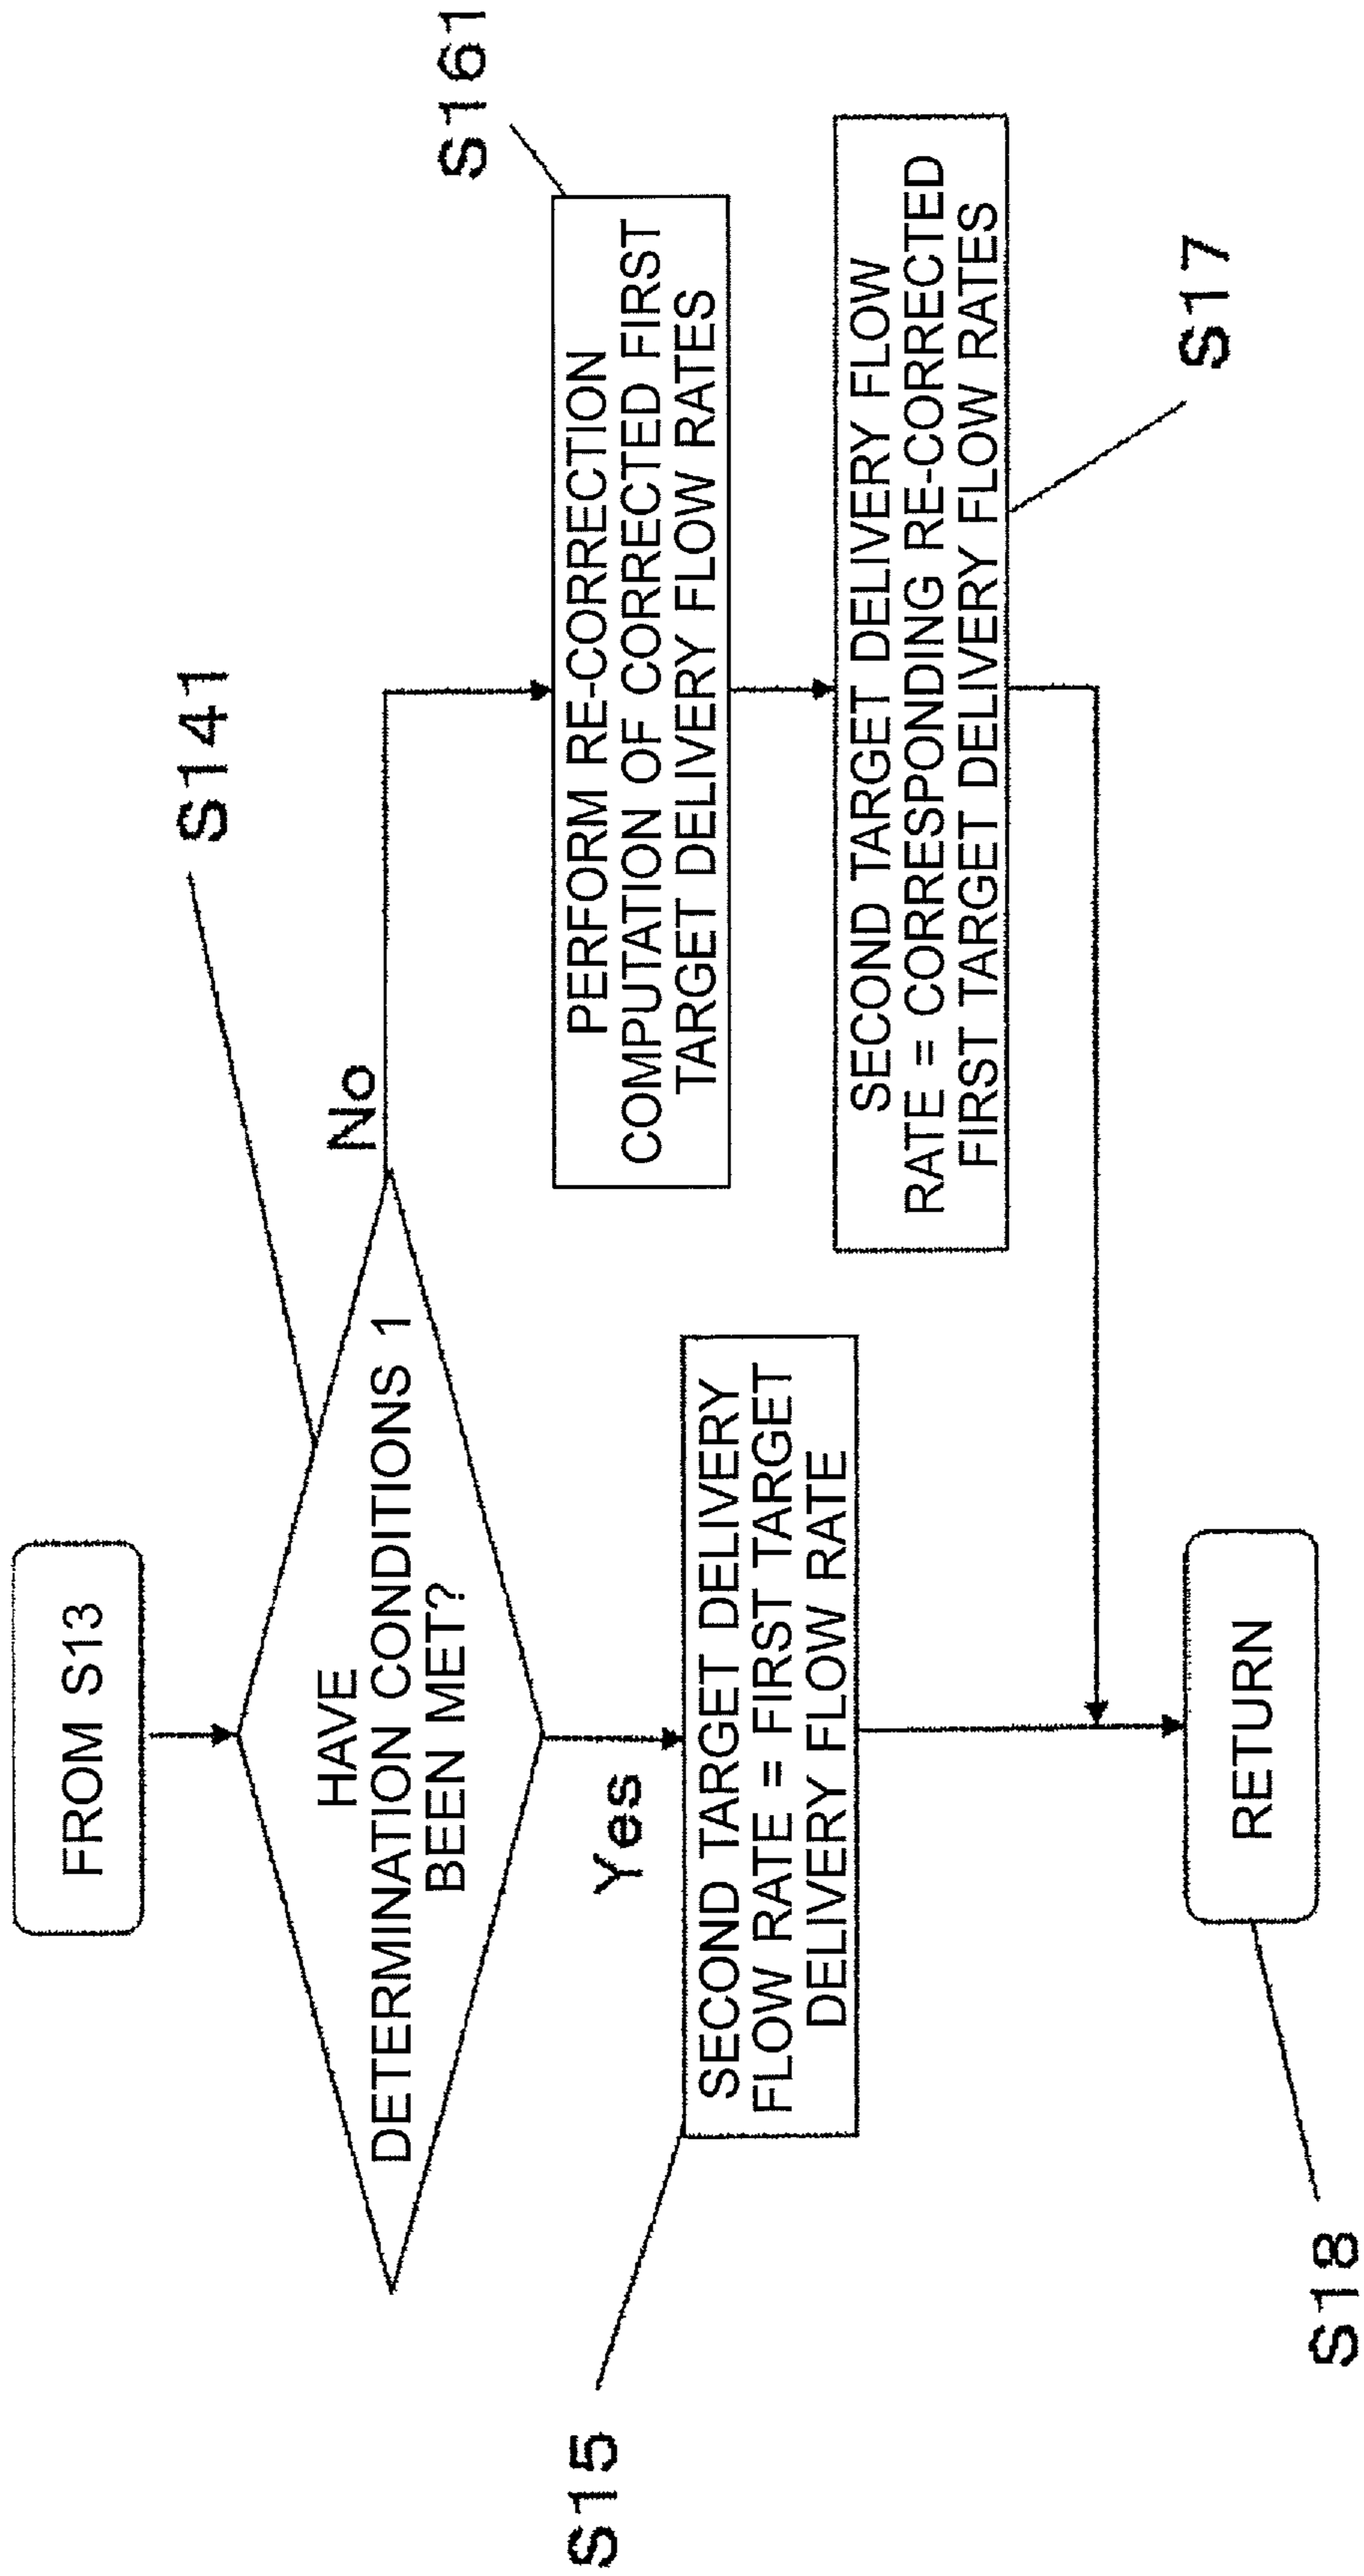 FROM S13
S141
HAVE
DETERMINATION CONDITIONS 1
BEEN MET?
No
Yes
S161
PERFORM RE-CORRECTION
COMPUTATION OF CORRECTED FIRST
TARGET DELIVERY FLOW RATES
S15
SECOND TARGET DELIVERY
FLOW RATE = FIRST TARGET
DELIVERY FLOW RATE
SECOND TARGET DELIVERY FLOW
RATE = CORRESPONDING RE-CORRECTED
FIRST TARGET DELIVERY FLOW RATES
S17
RETURN
S18